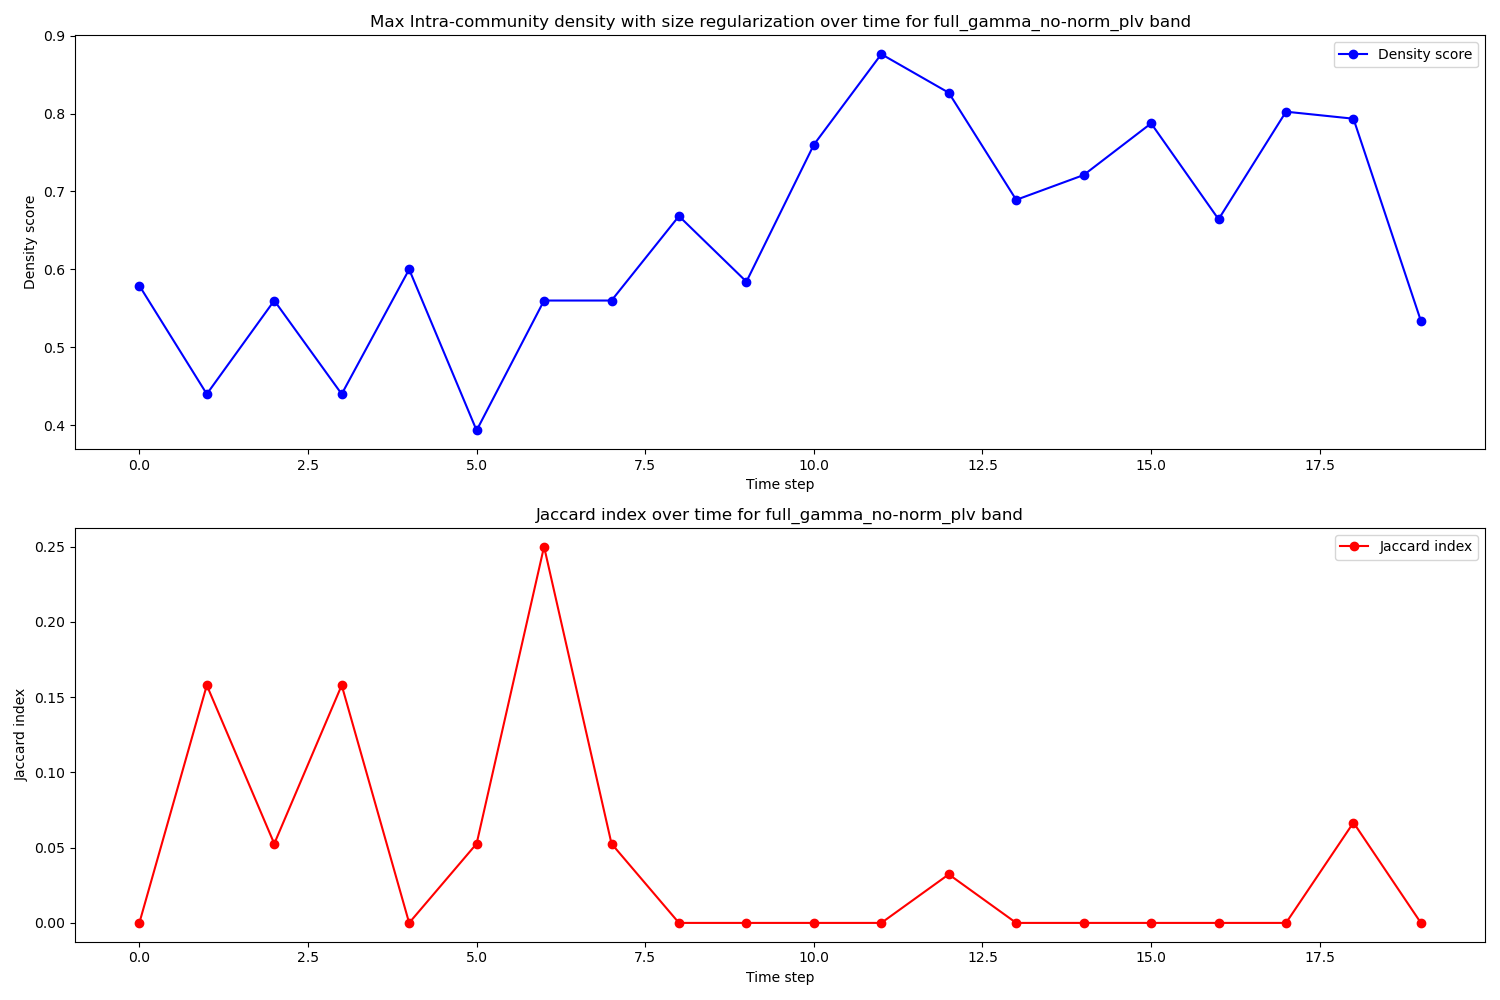 Max Intra-community density with size regularization over time for full_gamma_no-norm_plv band
Density score
0.9
0.8
0.7
0.6
0.5
0.4
Density score
0.0 2.5 5.0 7.5 10.0 12.5 15.0 17.5
Time step
Jaccard index over time for full_gamma_no-norm_plv band
Jaccard index
0.25
0.20
0.15
0.10
0.05
0.00
Jaccard index
0.0 2.5 5.0 7.5 10.0 12.5 15.0 17.5
Time step